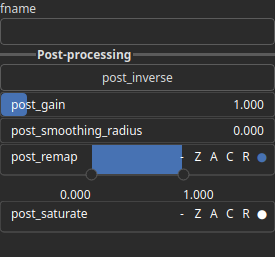 fname
Post-processing
post_inverse
post_gain 1.000
post_smoothing_radius 0.000
post_remap - Z A C R
0.000 1.000
post_saturate - Z A C R